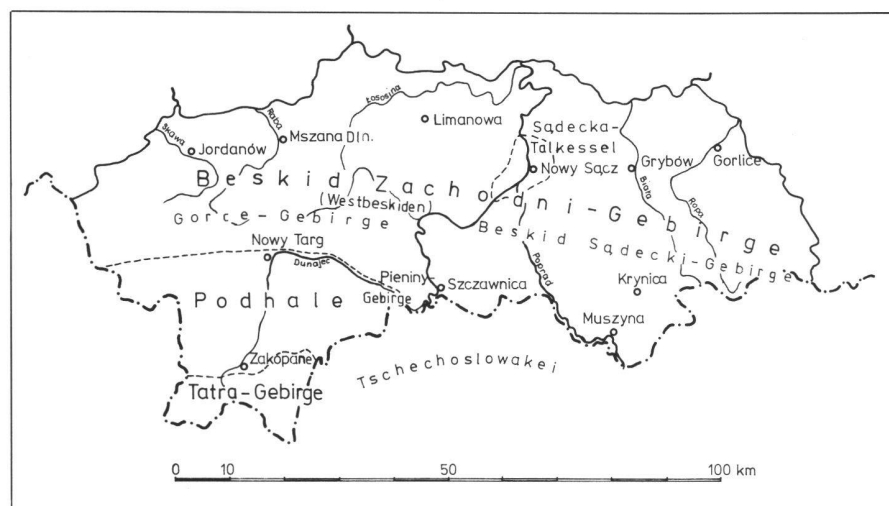 Łososina
Skawa
Raba
Limanowa
Sądecka-
Talkessel
Jordanów
Mszana Dln.
Nowy Sącz
Grybów
Gorlice
Beskid Zachodni-Gebirge
(Westbeskiden)
Biała
Ropa
Gorce-Gebirge
Beskid Sądecki-Gebirge
Nowy Targ
Dunajec
Poprad
Pieniny-
Gebirge
Szczawnica
Krynica
Podhale
Muszyna
Zakopane
Tschechoslowakei
Tatra-Gebirge
0 10 50 100 km